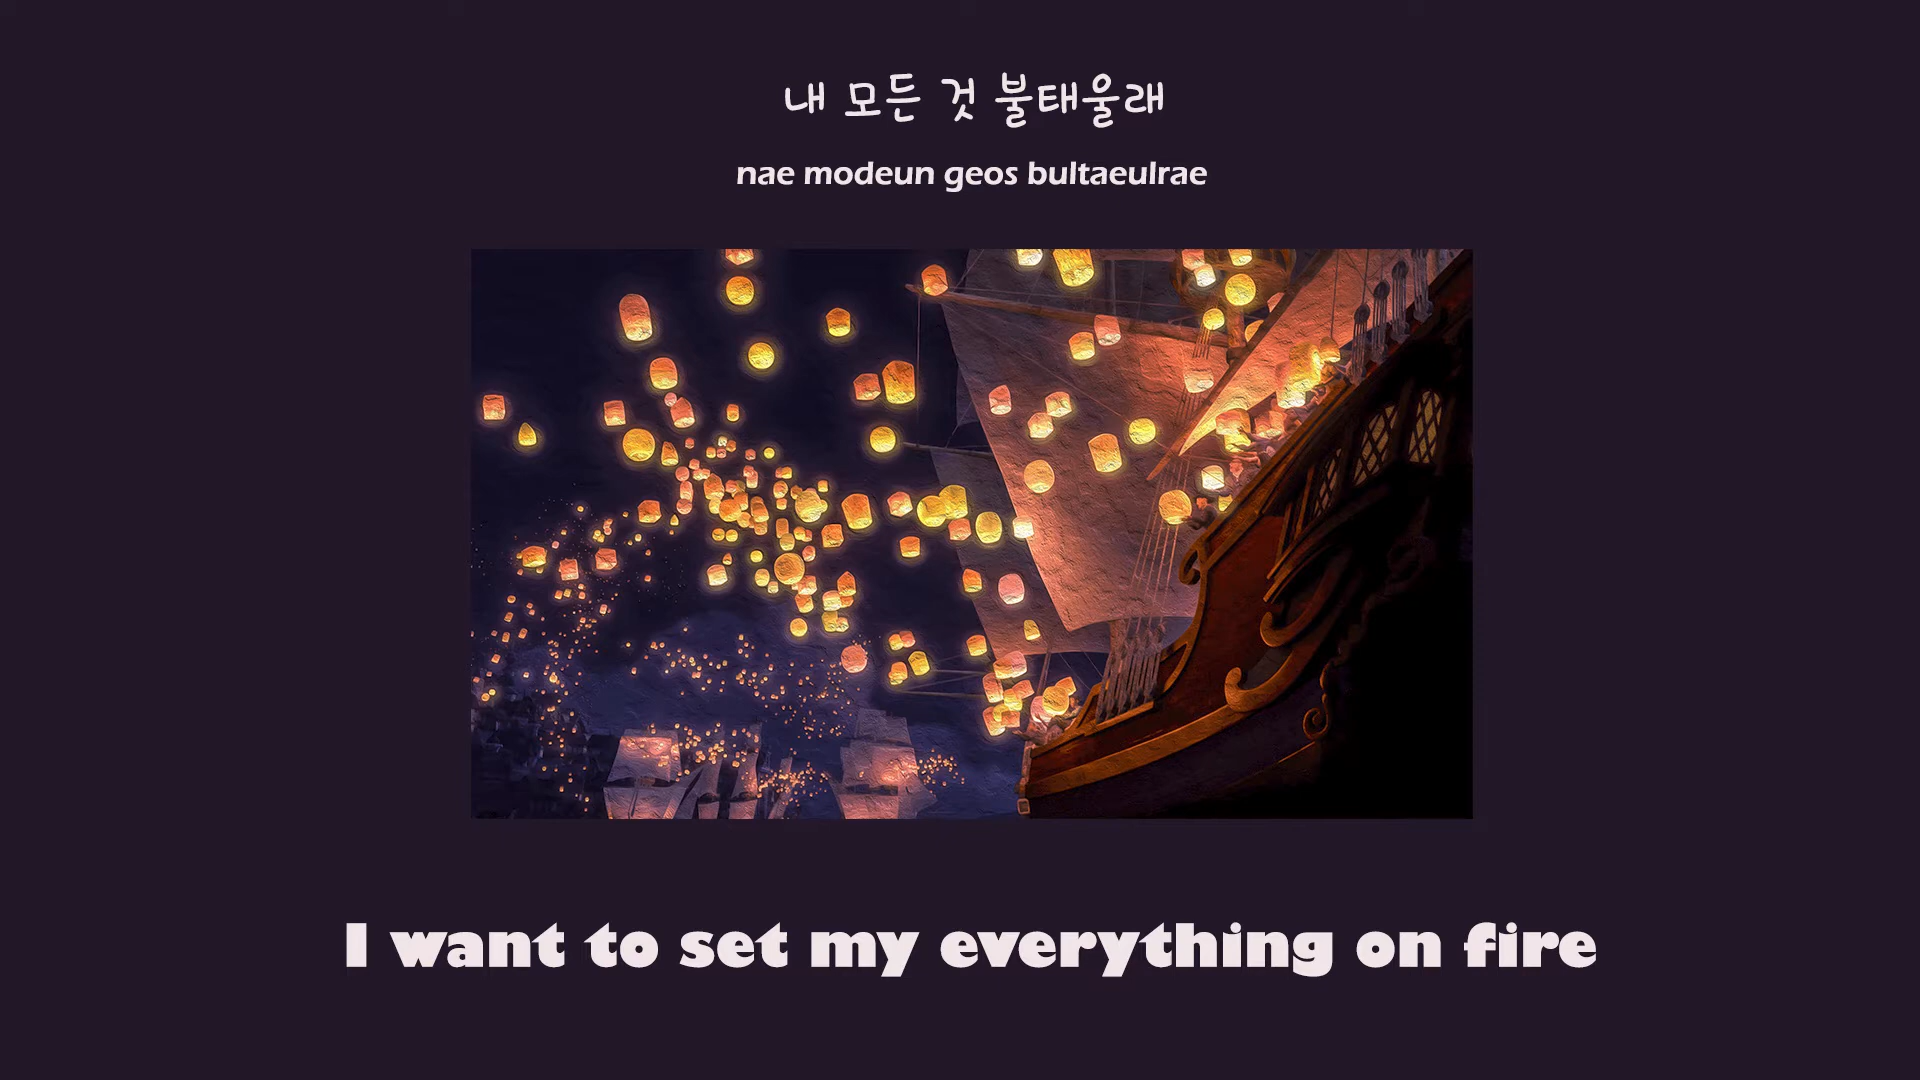 내 모든 것 불태울래
nae modeun geos bultaeulrae
I want to set my everything on fire